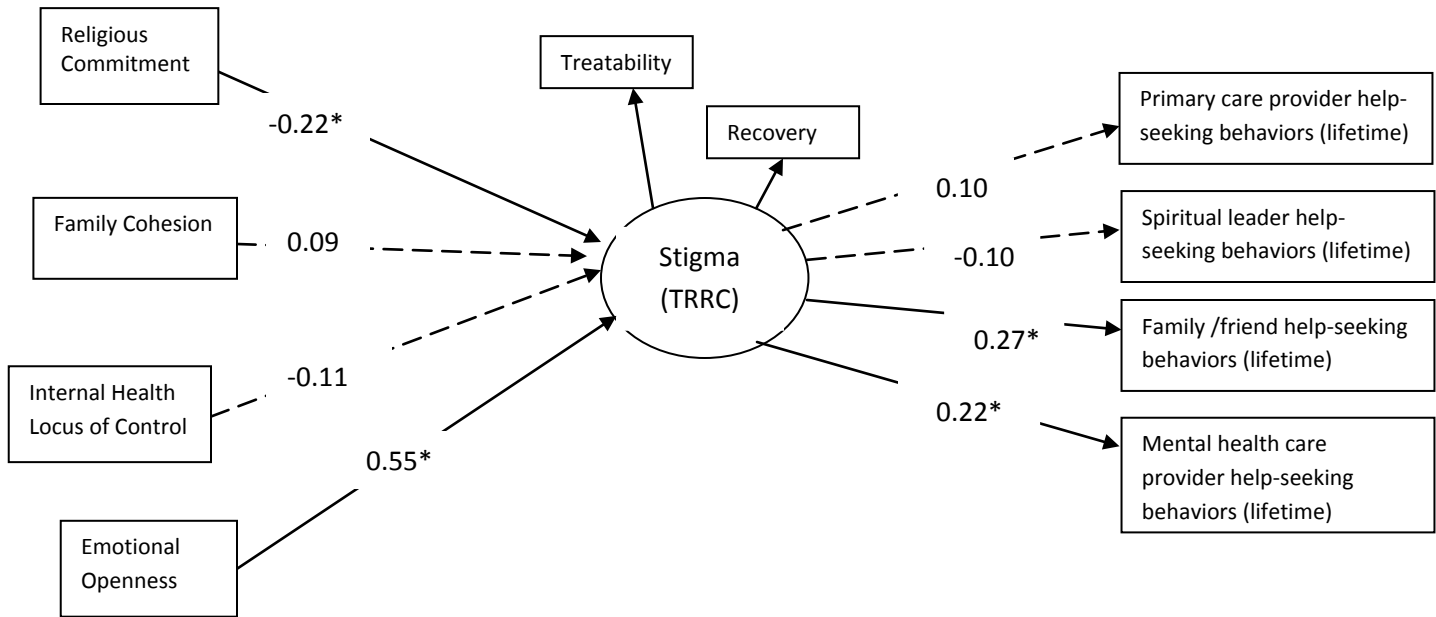 Religious
Commitment
-0.22*
Family Cohesion
0.09
Internal Health
Locus of Control
-0.11
Emotional
Openness
0.55*
Treatability
Recovery
Stigma
(TRRC)
0.10
-0.10
0.27*
0.22*
Primary care provider help-
seeking behaviors (lifetime)
Spiritual leader help-
seeking behaviors (lifetime)
Family /friend help-seeking
behaviors (lifetime)
Mental health care
provider help-seeking
behaviors (lifetime)